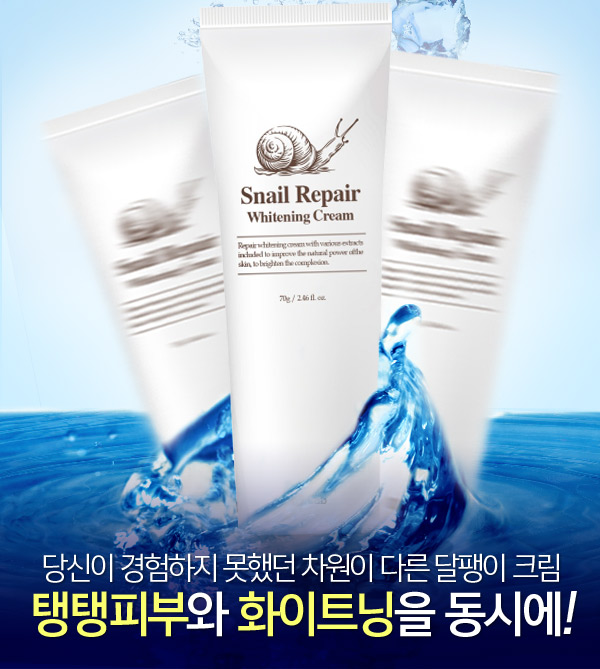 Snail Repair
Whitening Cream
Repair whitening cream with various extracts
included to improve the natural power ofthe
skin, to brighten the complexion.
70g / 2.46 fl. oz.
당신이 경험하지 못했던 차원이 다른 달팽이 크림
탱탱피부와 화이트닝을 동시에!